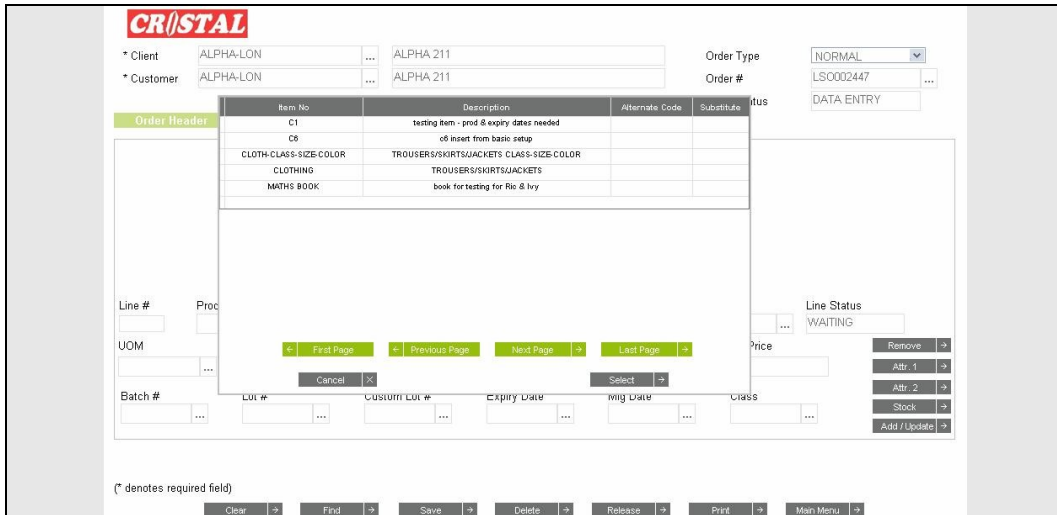 CRISTAL
* Client ALPHA-LON ... ALPHA 211 Order Type NORMAL
* Customer ALPHA-LON ... ALPHA 211 Order # LSO002447 ...
tus DATA ENTRY
Order Header
Item No Description Alternate Code Substitute
C1 testing item - prod & expiry dates needed
C6 c6 insert from basic setup
CLOTH-CLASS-SIZE-COLOR TROUSERS/SKIRTS/JACKETS CLASS-SIZE-COLOR
CLOTHING TROUSERS/SKIRTS/JACKETS
MATHS BOOK book for testing for Ric & Ivy
Line # Prod Line Status
... WAITING
UOM Price Remove
First Page Previous Page Next Page Last Page
... Attr. 1
Cancel Select
Attr. 2
Batch # Lot # Custom Lot # Expiry Date Mfg Date Class
... ... ... ... ... ... Stock
Add / Update
(* denotes required field)
Clear Find Save Delete Release Print Main Menu